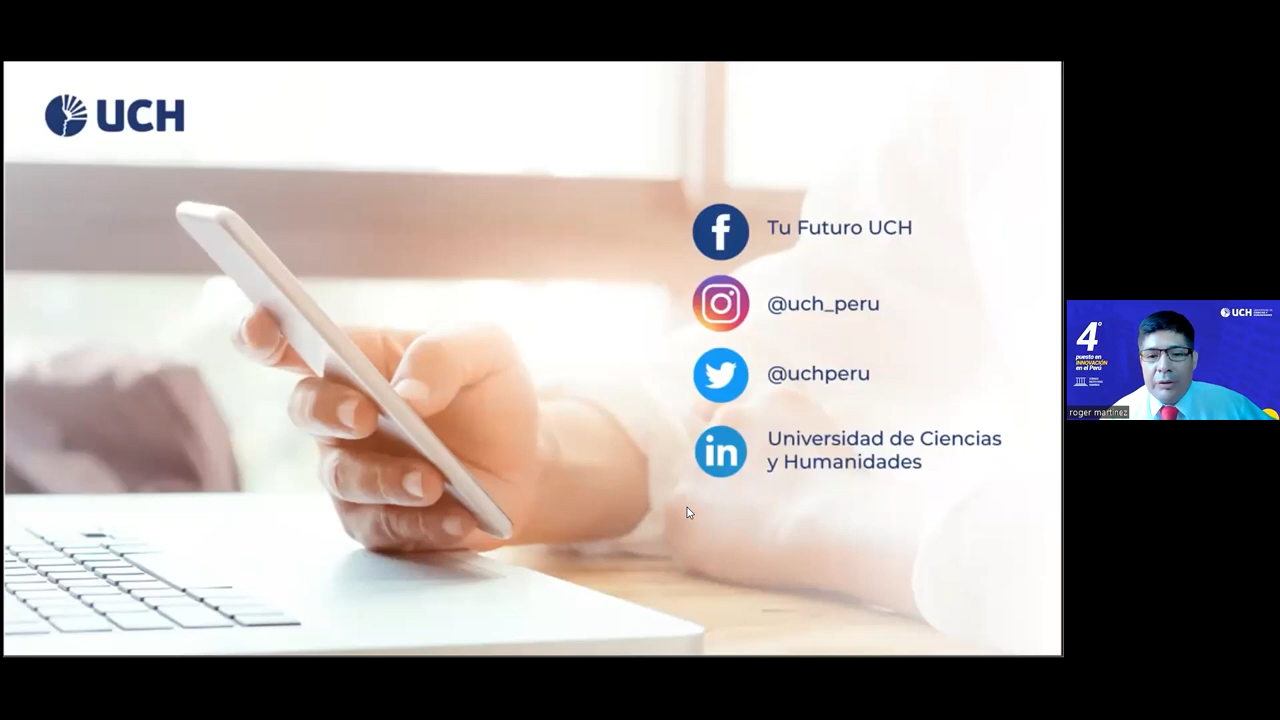 UCH
Tu Futuro UCH
@uch_peru
@uchperu
in
Universidad de Ciencias
y Humanidades
UCH
4°
puesto en
INNOVACIÓN
en el Perú
roger martinez